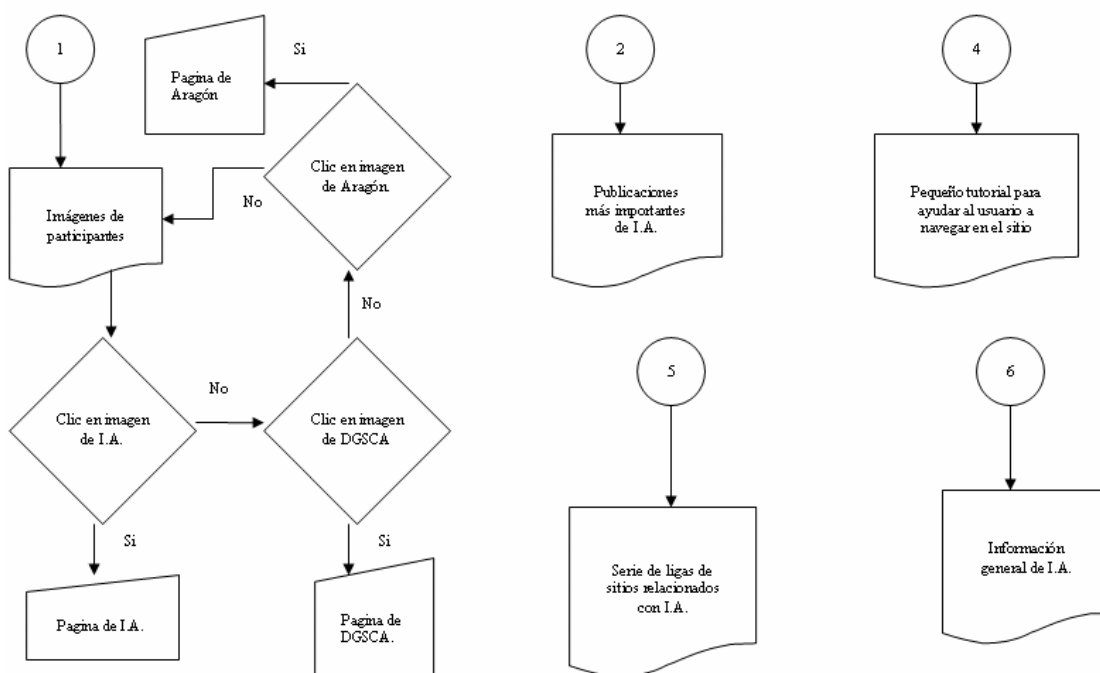 1
Si
Pagina de
Aragón
Clic en imagen
de Aragón.
No
Imágenes de
participantes
No
Clic en imagen
de I.A.
No
Clic en imagen
de DGSCA
Si
Si
Pagina de I.A.
Pagina de
DGSCA.
2
Publicaciones
más importantes
de I.A.
4
Pequeño tutorial para
ayudar al usuario a
navegar en el sitio
5
Serie de ligas de
sitios relacionados
con I.A.
6
Información
general de I.A.